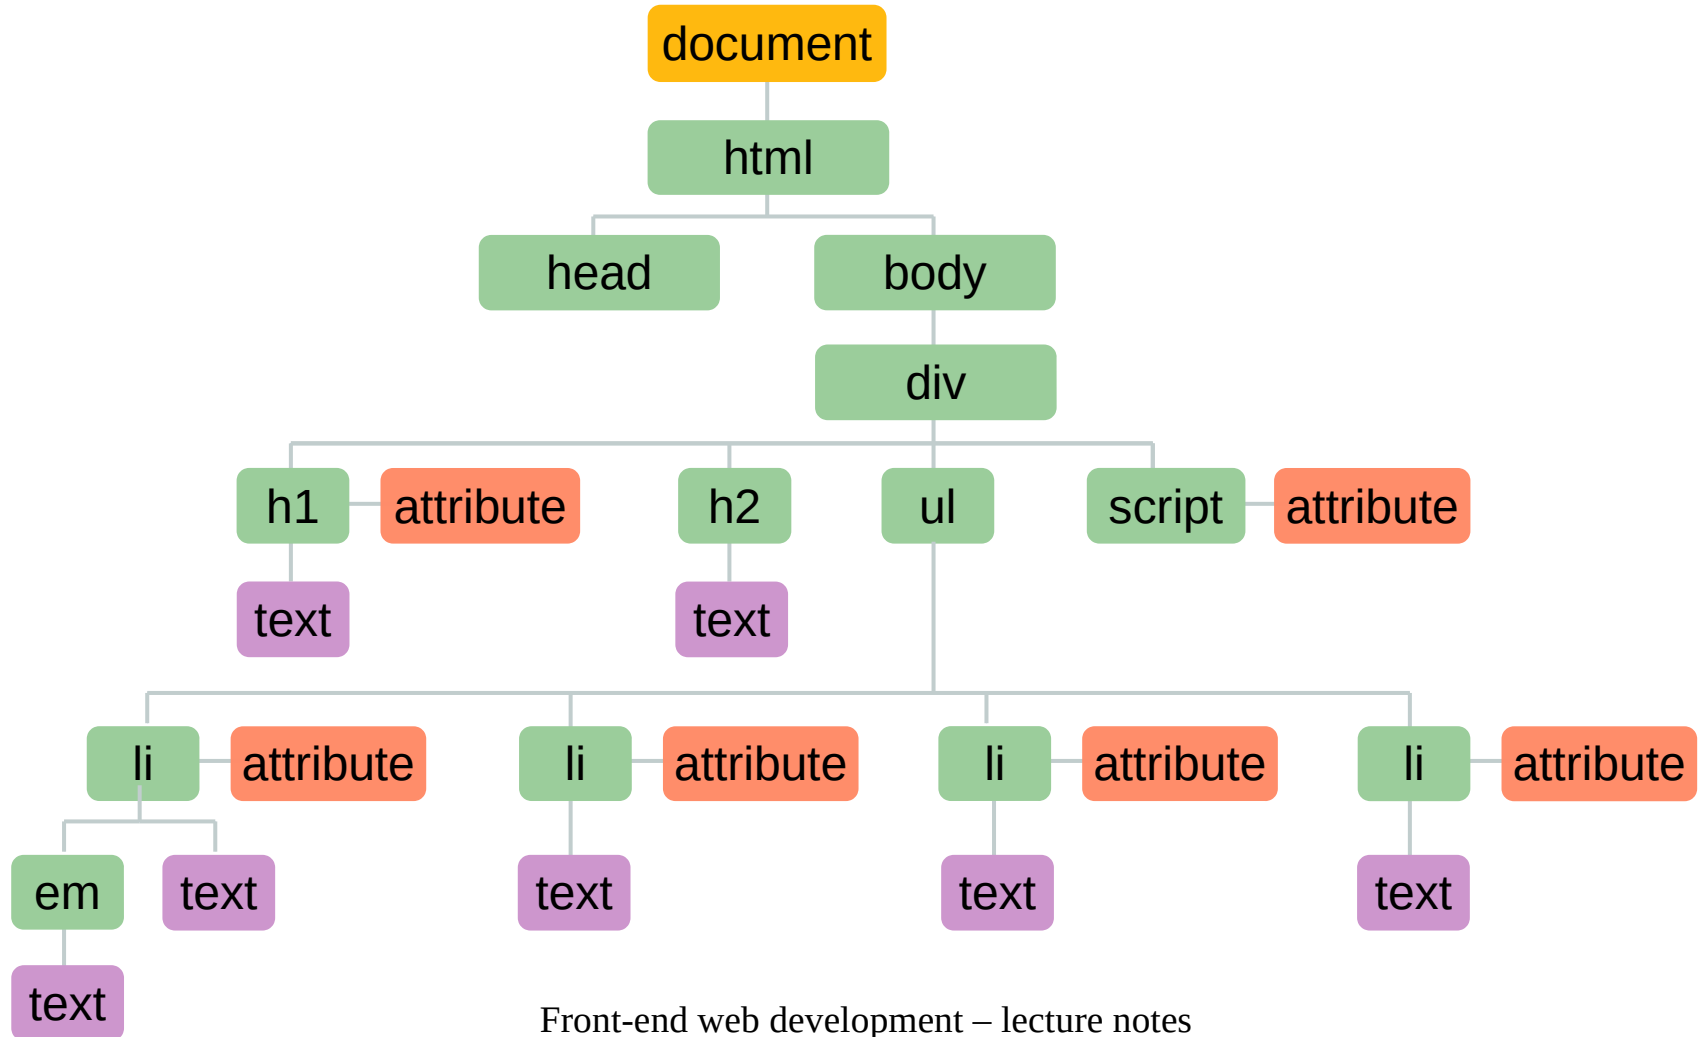 document
html
head body
div
h1 attribute h2 ul script attribute
text text
li attribute li attribute li attribute li attribute
em text text text text
text
Front-end web development – lecture notes